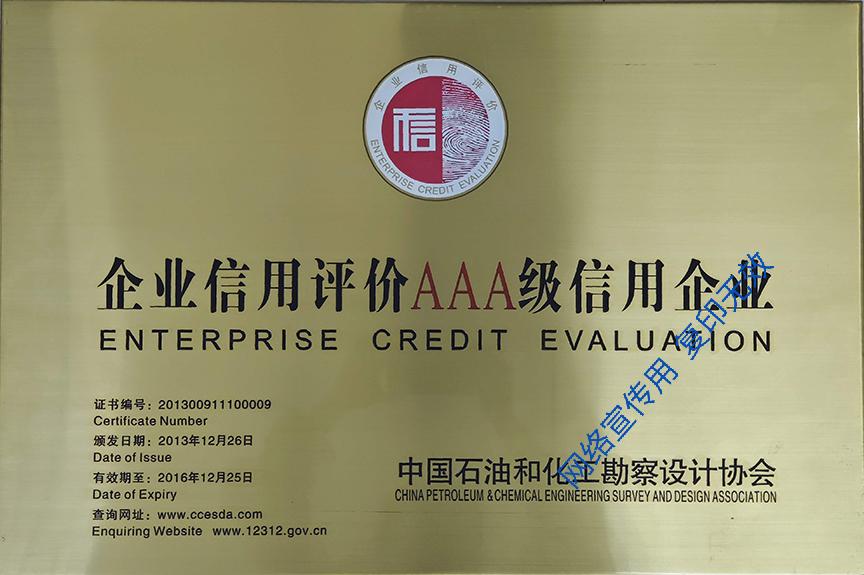 企业信用评价
信
ENTERPRISE CREDIT EVALUATION
企业信用评价AAA级信用企业
ENTERPRISE CREDIT EVALUATION
证书编号：201300911100009
Certificate Number
颁发日期：2013年12月26日
Date of Issue
有效期至：2016年12月25日
Date of Expiry
查询网址：www.ccesda.com
Enquiring Website www.12312.gov.cn
中国石油和化工勘察设计协会
CHINA PETROLEUM & CHEMICAL ENGINEERING SURVEY AND DESIGN ASSOCIATION
网络宣传用 复印无效